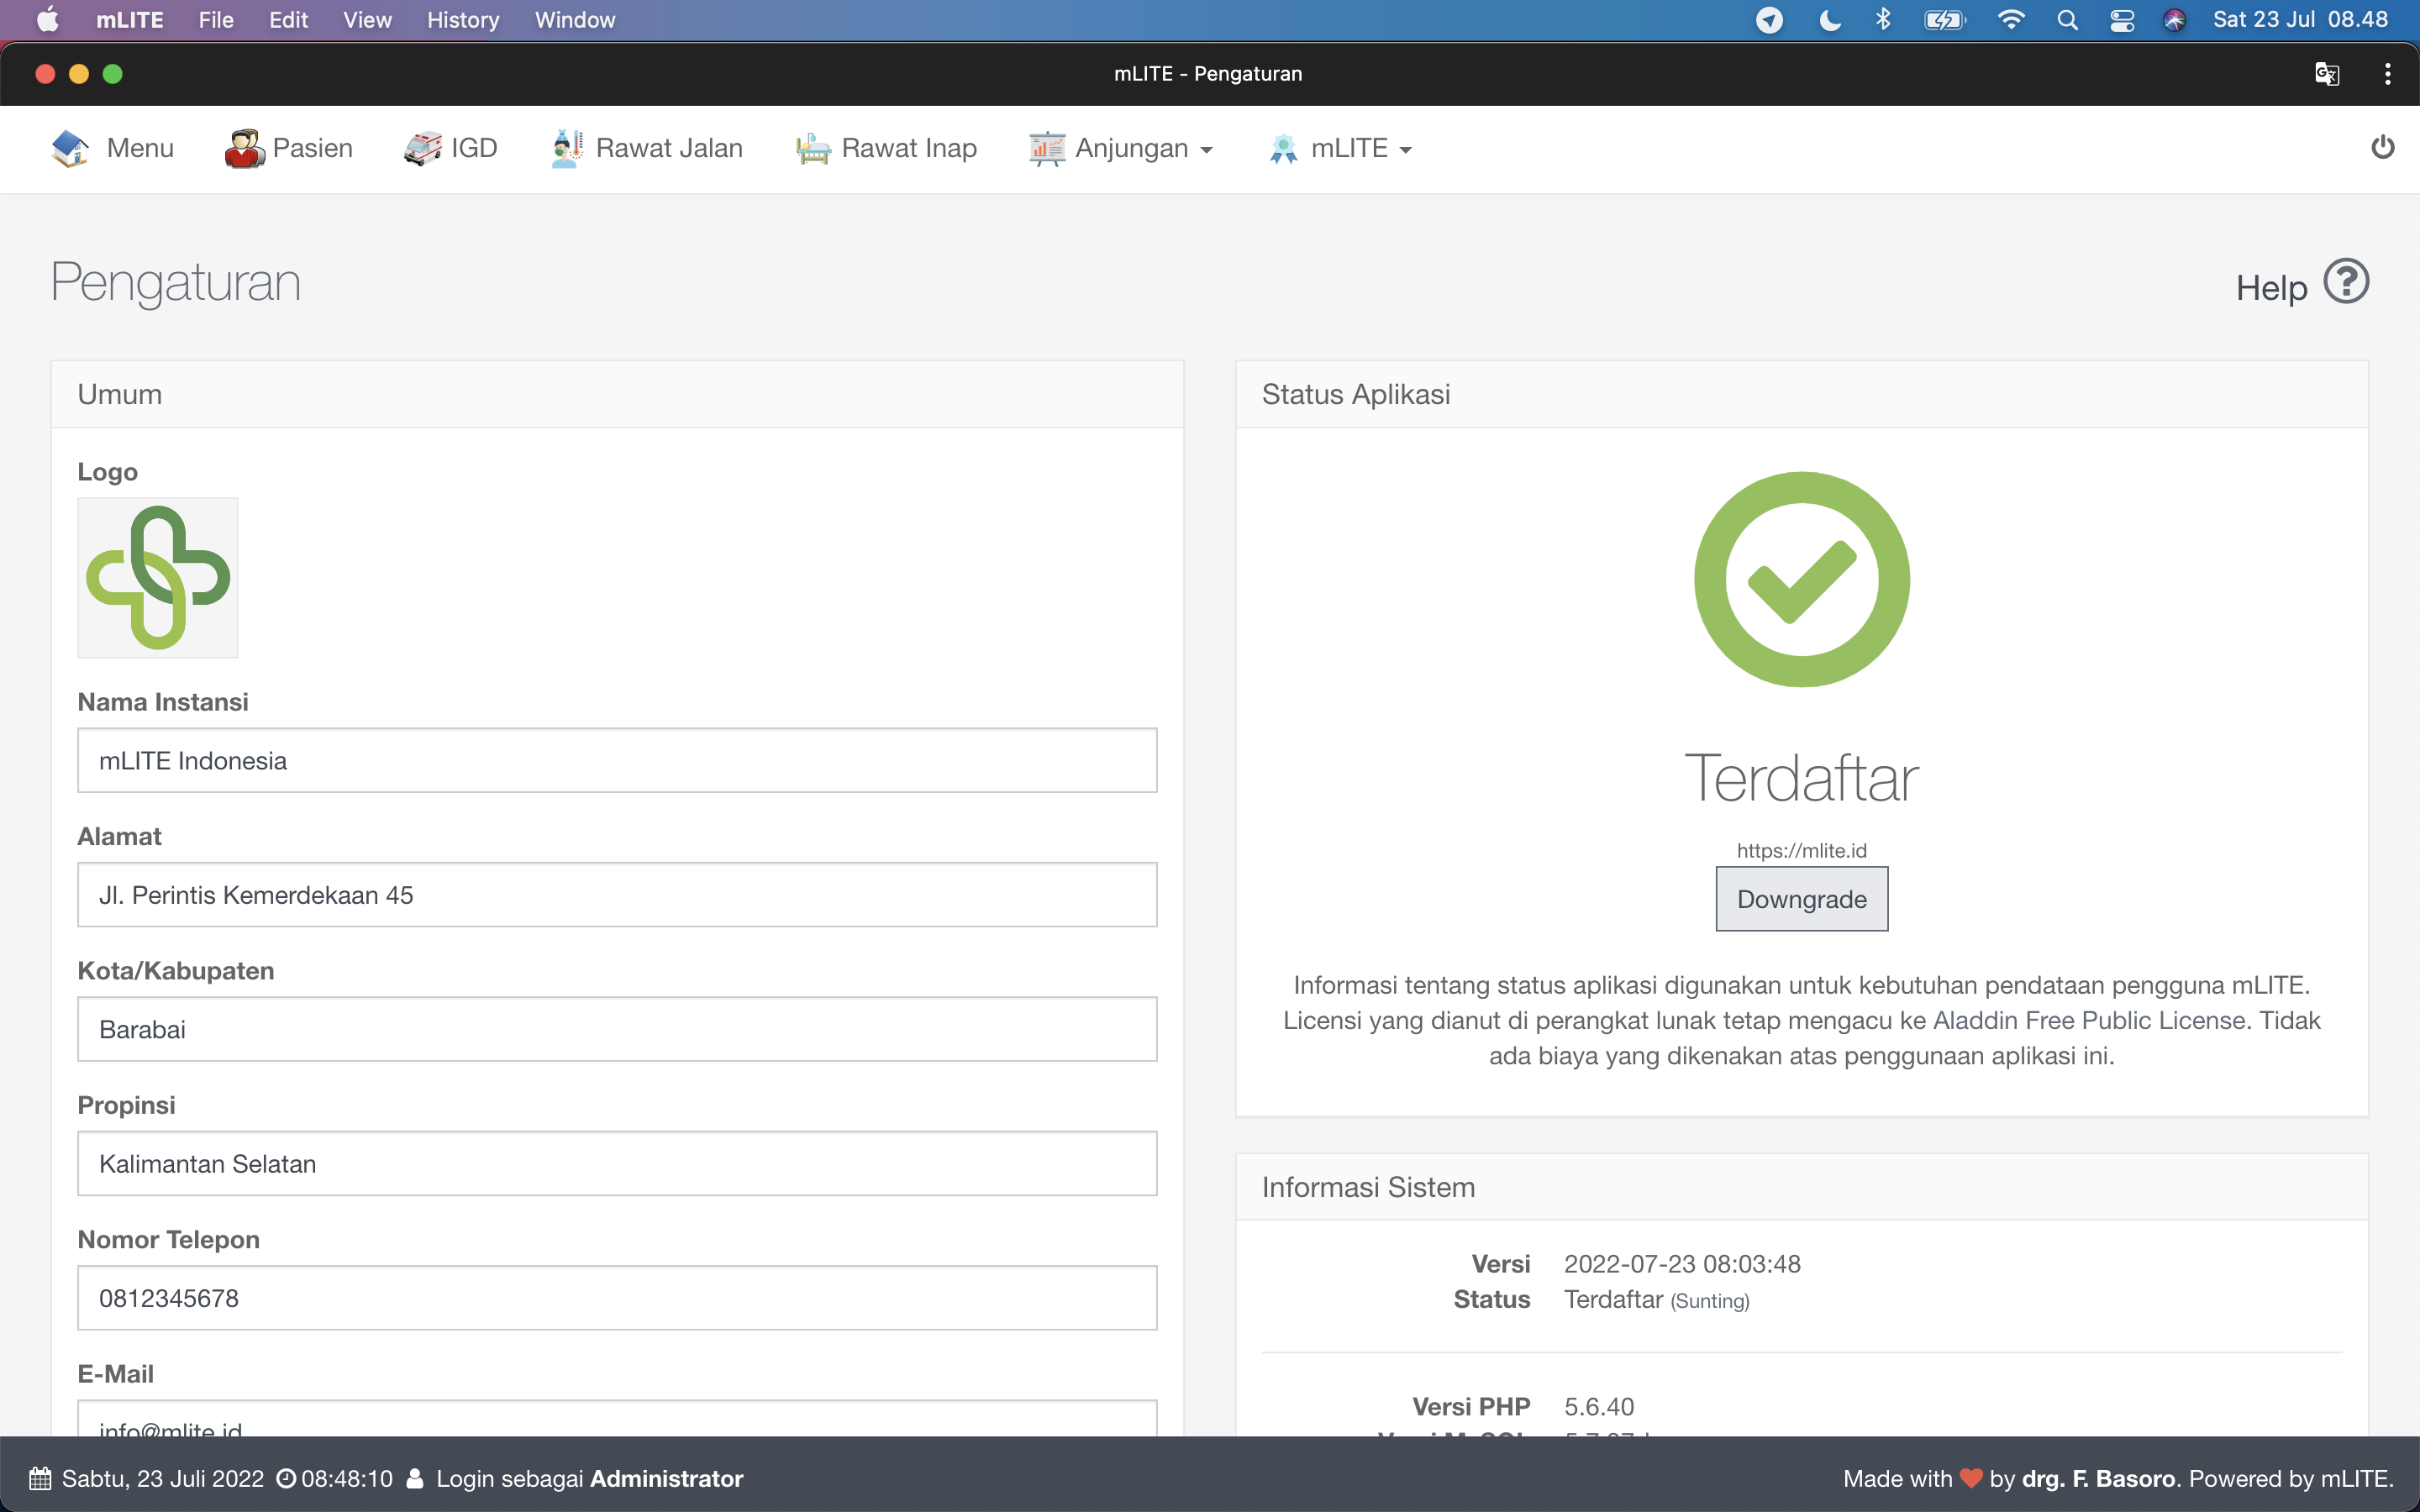 mLITE File Edit View History Window Sat 23 Jul 08.48
mLITE - Pengaturan
Menu Pasien IGD Rawat Jalan Rawat Inap Anjungan mLITE
Pengaturan
Help
Umum
Logo
Nama Instansi
mLITE Indonesia
Alamat
Jl. Perintis Kemerdekaan 45
Kota/Kabupaten
Barabai
Propinsi
Kalimantan Selatan
Nomor Telepon
0812345678
E-Mail
info@mlite.id
Status Aplikasi
Terdaftar
https://mlite.id
Downgrade
Informasi tentang status aplikasi digunakan untuk kebutuhan pendataan pengguna mLITE.
Licensi yang dianut di perangkat lunak tetap mengacu ke Aladdin Free Public License. Tidak
ada biaya yang dikenakan atas penggunaan aplikasi ini.
Informasi Sistem
Versi 2022-07-23 08:03:48
Status Terdaftar (Sunting)
Versi PHP 5.6.40
Sabtu, 23 Juli 2022 08:48:10 Login sebagai Administrator
Made with by drg. F. Basoro. Powered by mLITE.